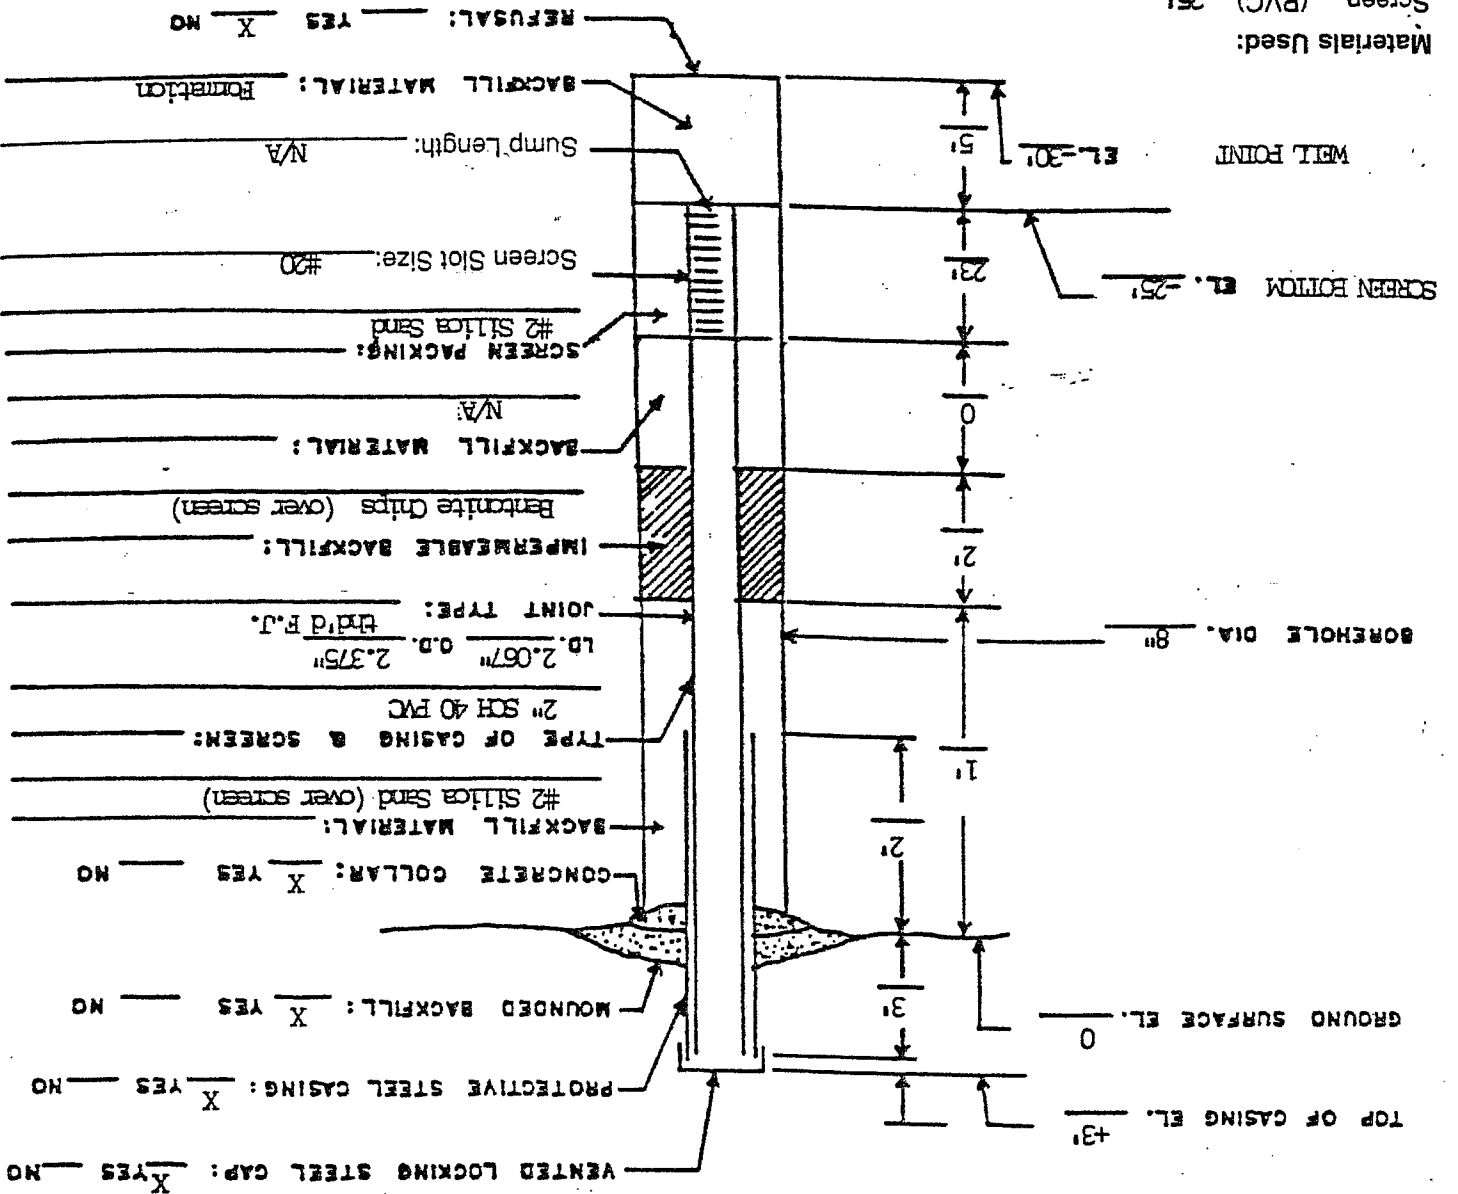 VENTED LOCKING STEEL CAP: X YES NO
TOP OF CASING EL. +3'
PROTECTIVE STEEL CASING: X YES NO
GROUND SURFACE EL. 0
3'
MOUNDED BACKFILL: X YES NO
CONCRETE COLLAR: X YES NO
2'
BACKFILL MATERIAL:
#2 Silica Sand (over screen)
1'
TYPE OF CASING & SCREEN:
2" SCH 40 PVC
BOREHOLE DIA. 8"
I.D. 2.067" O.D. 2.375"
JOINT TYPE: thd'd F.J.
2'
IMPERMEABLE BACKFILL:
Bentonite Chips (over screen)
BACKFILL MATERIAL:
N/A
0
SCREEN PACKING:
#2 Silica Sand
SCREEN BOTTOM EL. -25'
23'
Screen Slot Size: #20
WELL POINT EL. -30'
5'
Sump Length: N/A
BACKFILL MATERIAL: Formation
REFUSAL: YES X NO
Materials Used:
Screen (PVC) 25'